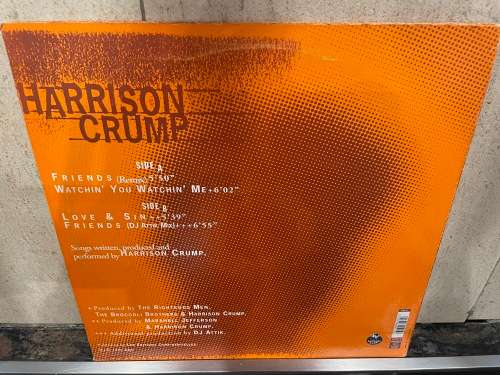 HARRISON
CRUMP
SIDE A
FRIENDS (Remix) 5'50"
WATCHIN' YOU WATCHIN' ME + 6'02"
SIDE B
LOVE & SIN ++ 5'39"
FRIENDS (DJ ATTIK MIX) +++ 6'55"
Songs written, produced and
performed by HARRISON CRUMP.
+ Produced by THE RIGHTEOUS MEN,
THE BROCCOLI BROTHERS & HARRISON CRUMP.
++ Produced by MARSHALL JEFFERSON
& HARRISON CRUMP.
+++ Additional production by DJ ATTIK.